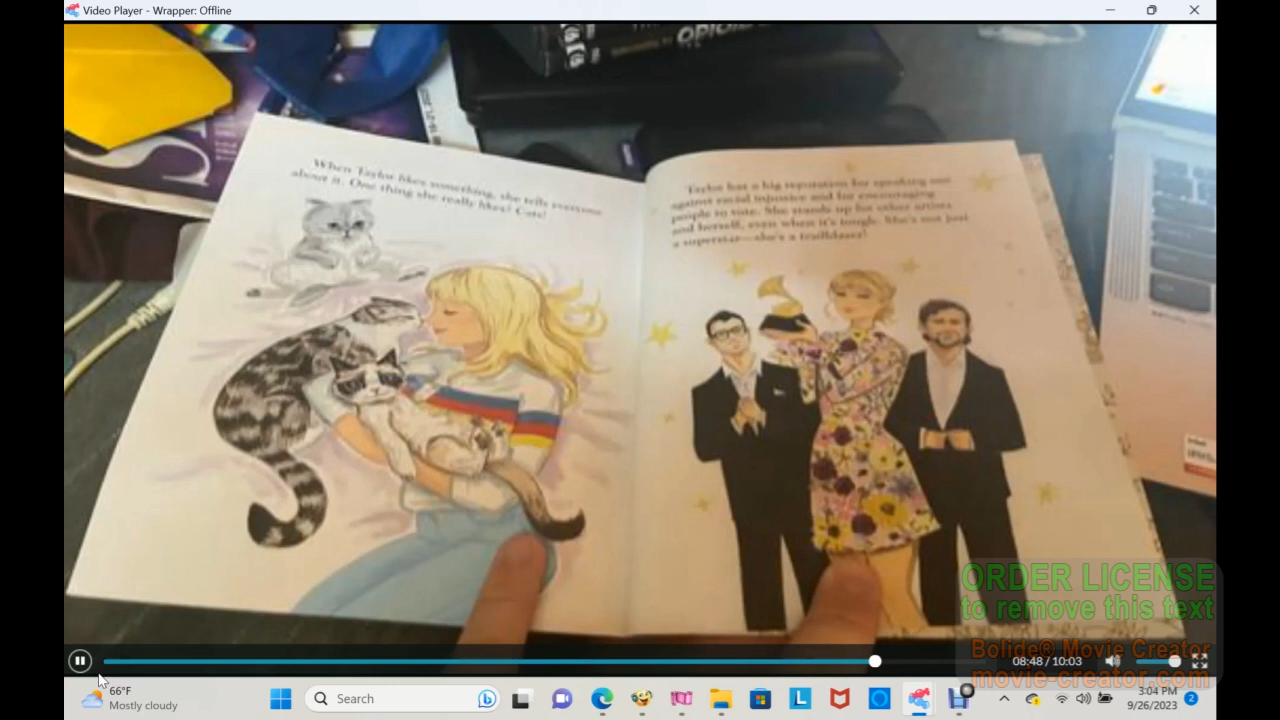 Video Player - Wrapper: Offline
OPIOID
When Taylor likes something, she tells everyone
about it. One thing she really likes? Cats!
Taylor has a big reputation for speaking out
against racial injustice and for encouraging
people to vote. She stands up for other artists
and herself, even when it's tough. She's not just
a superstar—she's a trailblazer!
ORDER LICENSE
to remove this text
Bolide® Movie Creator
movie-creator.com
08:48 / 10:03
66°F
Mostly cloudy
Search
3:04 PM
9/26/2023
2